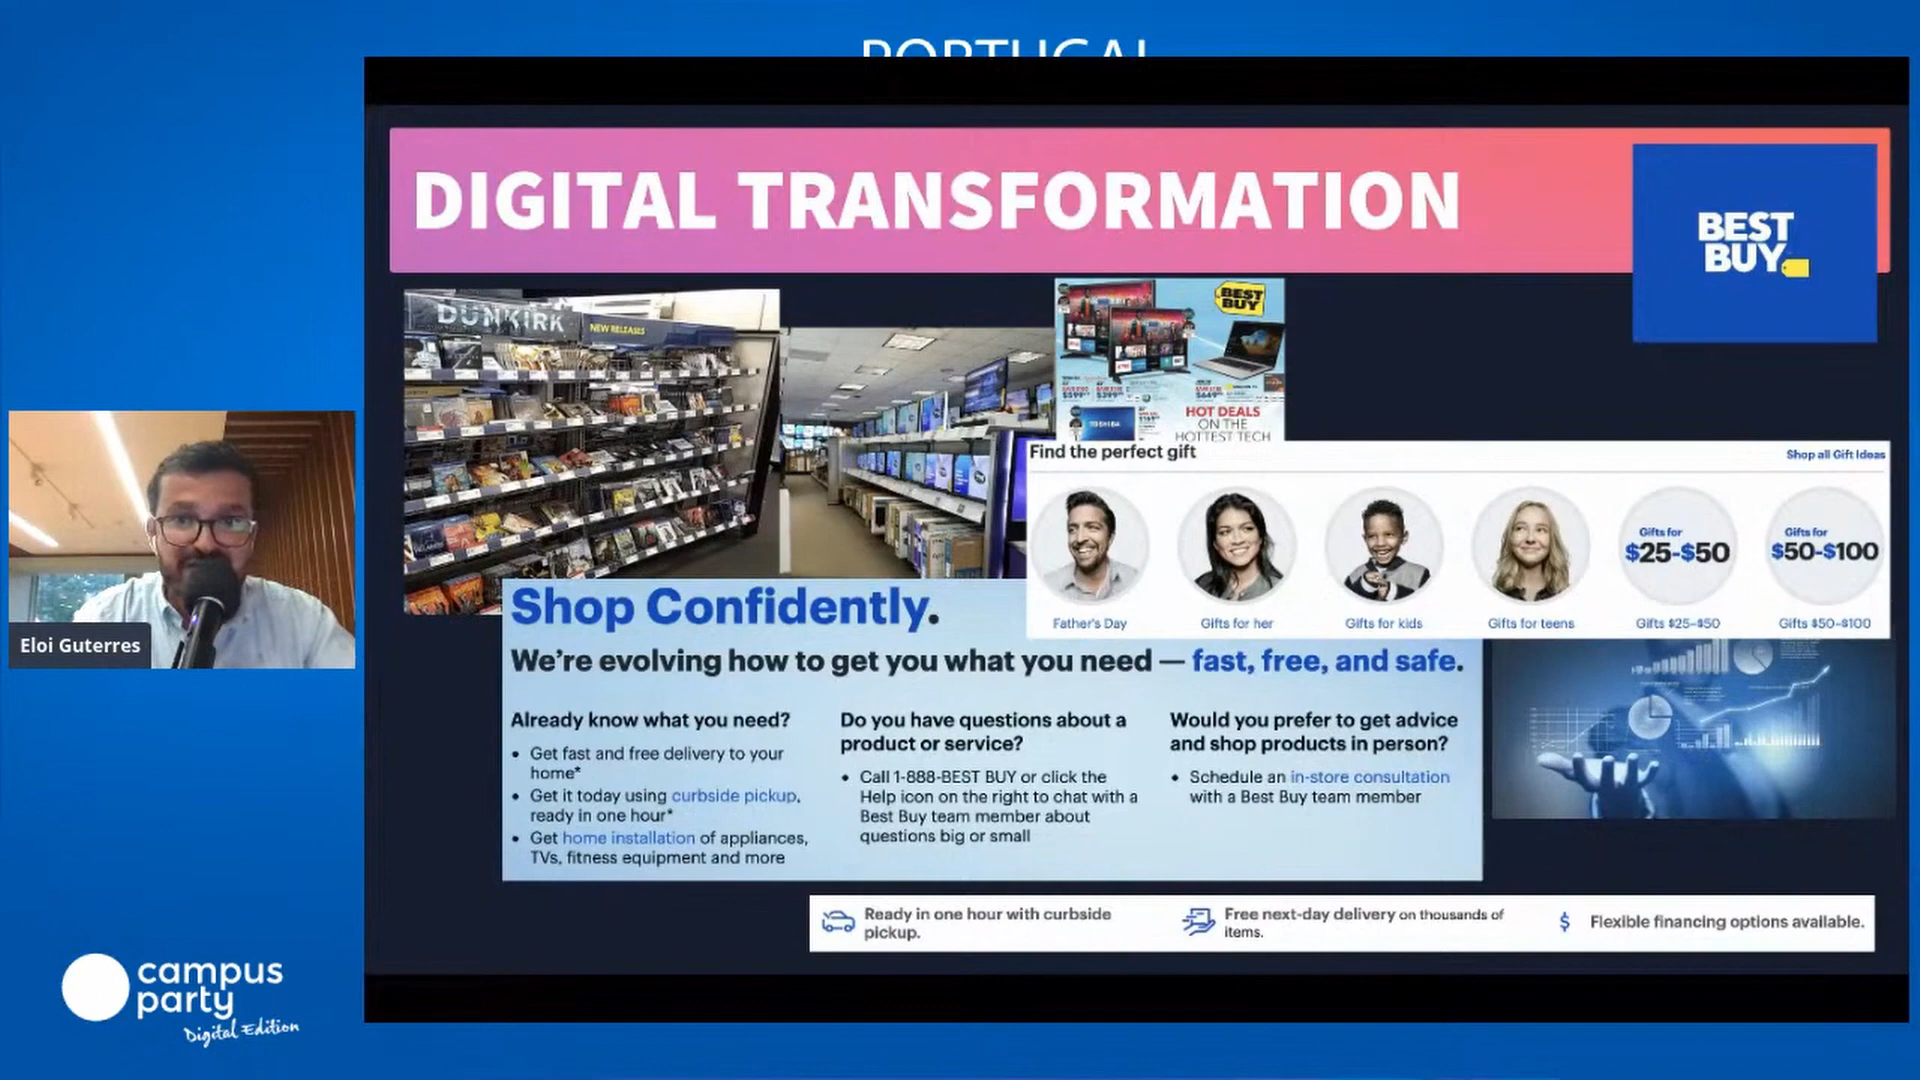 PORTUGAL
DIGITAL TRANSFORMATION
BEST
BUY
DUNKIRK
NEW RELEASES
BEST
BUY
TOSHIBA
HOT DEALS
ON THE
HOTTEST TECH
Find the perfect gift
Shop all Gift Ideas
Gifts for
$25-$50
Gifts for
$50-$100
Father's Day
Gifts for her
Gifts for kids
Gifts for teens
Gifts $25-$50
Gifts $50-$100
Shop Confidently.
We're evolving how to get you what you need — fast, free, and safe.
Already know what you need?
• Get fast and free delivery to your
home*
• Get it today using curbside pickup,
ready in one hour*
• Get home installation of appliances,
TVs, fitness equipment and more
Do you have questions about a
product or service?
• Call 1-888-BEST BUY or click the
Help icon on the right to chat with a
Best Buy team member about
questions big or small
Would you prefer to get advice
and shop products in person?
• Schedule an in-store consultation
with a Best Buy team member
Ready in one hour with curbside
pickup.
Free next-day delivery on thousands of
items.
$ Flexible financing options available.
Eloi Guterres
campus
party
Digital Edition